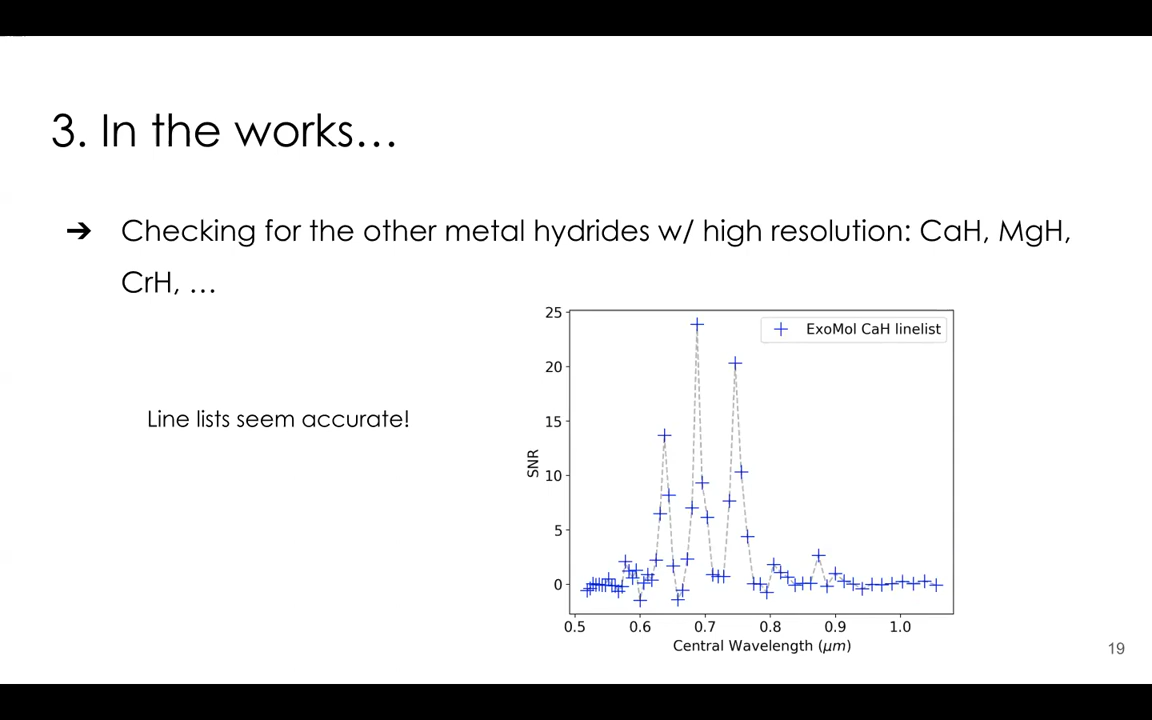 3. In the works…
➔ Checking for the other metal hydrides w/ high resolution: CaH, MgH,
CrH, …
Line lists seem accurate!
ExoMol CaH linelist
SNR
25
20
15
10
5
0
0.5 0.6 0.7 0.8 0.9 1.0
Central Wavelength (μm)
19